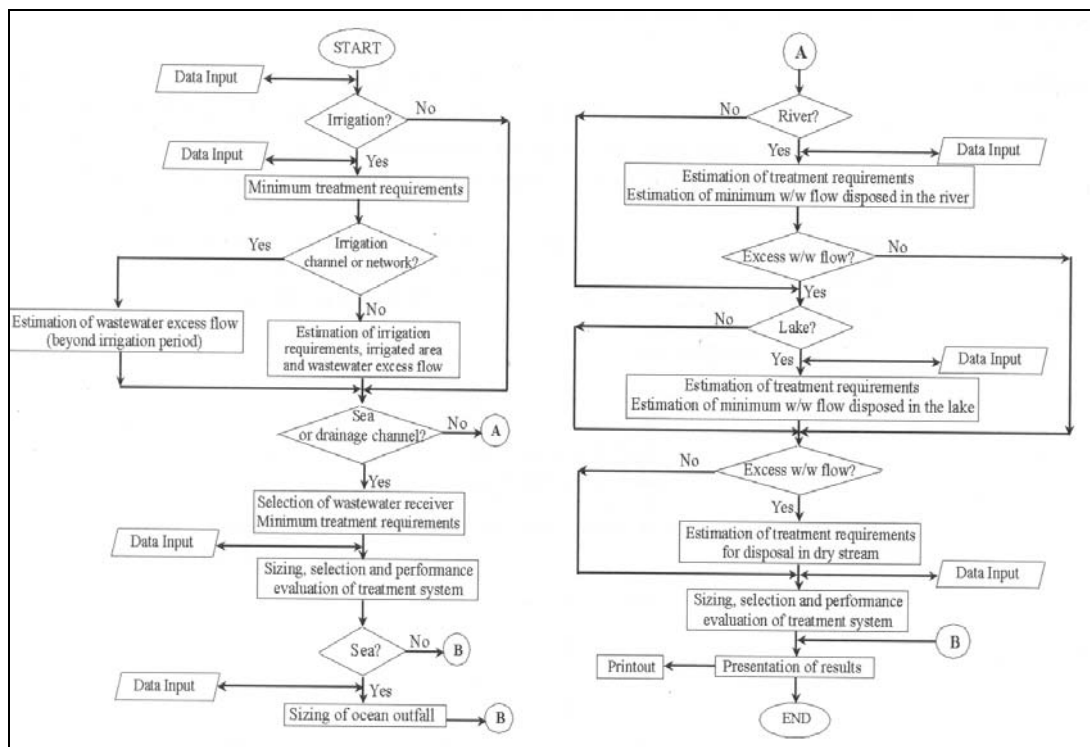 START
Data Input
No
Irrigation?
Data Input
Yes
Minimum treatment requirements
Yes
Irrigation
channel or network?
No
Estimation of wastewater excess flow
(beyond irrigation period)
Estimation of irrigation
requirements, irrigated area
and wastewater excess flow
Sea
or drainage channel?
No
A
Yes
Selection of wastewater receiver
Minimum treatment requirements
Data Input
Sizing, selection and performance
evaluation of treatment system
Sea?
No
B
Data Input
Yes
Sizing of ocean outfall
B
A
No
River?
Yes
Data Input
Estimation of treatment requirements
Estimation of minimum w/w flow disposed in the river
Excess w/w flow?
No
Yes
No
Lake?
Yes
Data Input
Estimation of treatment requirements
Estimation of minimum w/w flow disposed in the lake
No
Excess w/w flow?
Yes
Estimation of treatment requirements
for disposal in dry stream
Data Input
Sizing, selection and performance
evaluation of treatment system
B
Printout
Presentation of results
END